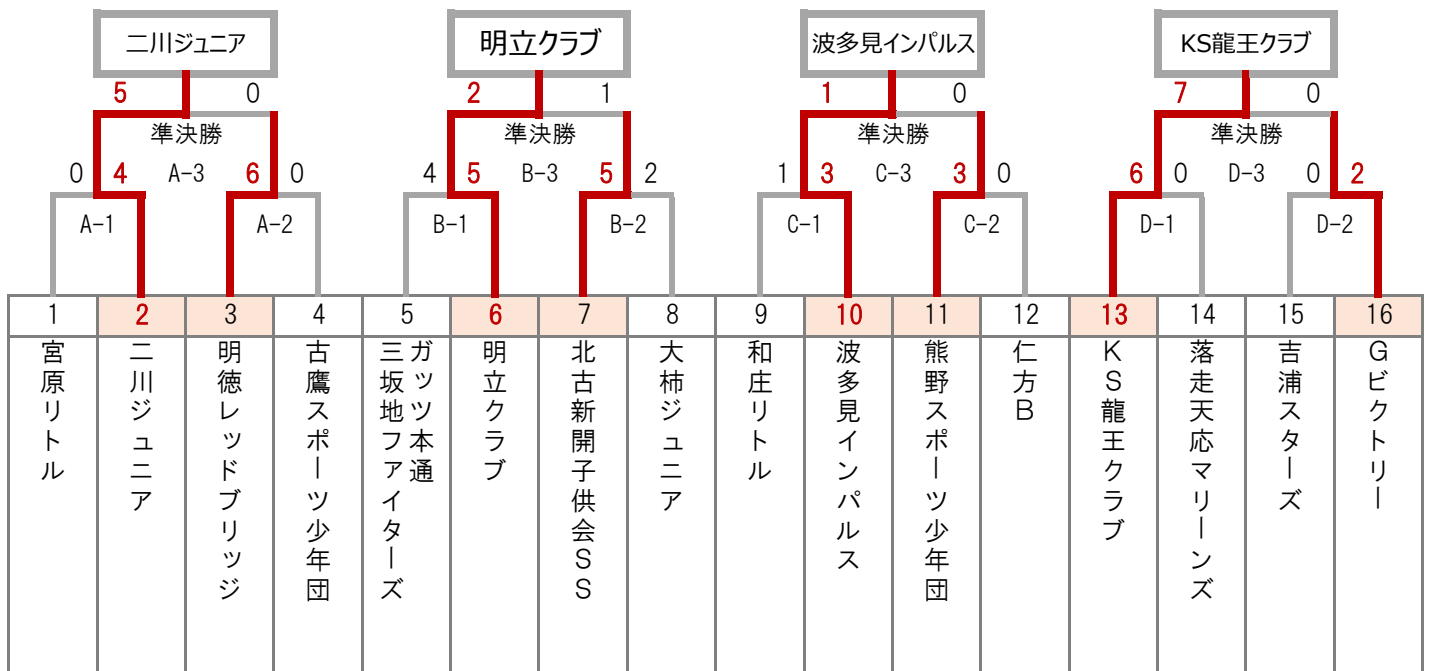 二川ジュニア
明立クラブ
波多見インパルス
KS龍王クラブ
5 0 2 1 1 0 7 0
準決勝 準決勝 準決勝 準決勝
0 4 A-3 6 0 4 5 B-3 5 2 1 3 C-3 3 0 6 0 D-3 0 2
A-1 A-2 B-1 B-2 C-1 C-2 D-1 D-2
1 2 3 4 5 6 7 8 9 10 11 12 13 14 15 16
宮原リトル
二川ジュニア
明徳レッドブリッジ
古鷹スポーツ少年団
ガッツ本通
三坂地ファイターズ
明立クラブ
北古新開子供会SS
大柿ジュニア
和庄リトル
波多見インパルス
熊野スポーツ少年団
仁方B
KS龍王クラブ
落走天応マリーンズ
吉浦スターズ
Gビクトリー